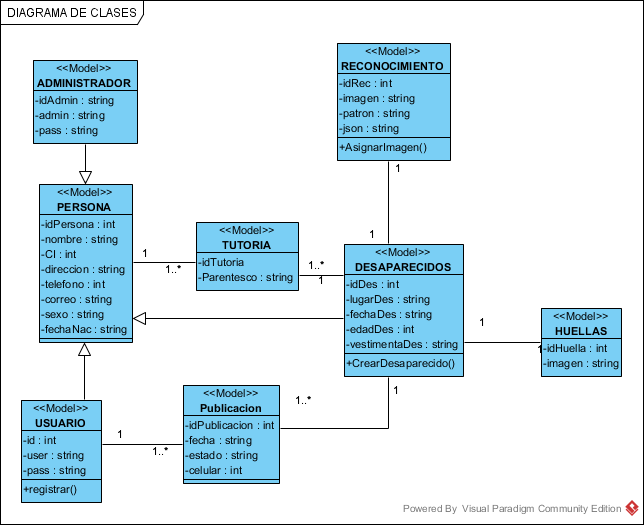 DIAGRAMA DE CLASES
<<Model>>
ADMINISTRADOR
-idAdmin : string
-admin : string
-pass : string
<<Model>>
RECONOCIMIENTO
-idRec : int
-imagen : string
-patron : string
-json : string
+AsignarImagen()
<<Model>>
PERSONA
-idPersona : int
-nombre : string
-CI : int
-direccion : string
-telefono : int
-correo : string
-sexo : string
-fechaNac : string
1
1..*
<<Model>>
TUTORIA
-idTutoria
-Parentesco : string
1..*
1
1
1
<<Model>>
DESAPARECIDOS
-idDes : int
-lugarDes : string
-fechaDes : string
-edadDes : int
-vestimentaDes : string
+CrearDesaparecido()
1
1
<<Model>>
HUELLAS
-idHuella : int
-imagen : string
<<Model>>
USUARIO
-id : int
-user : string
-pass : string
+registrar()
1
1..*
<<Model>>
Publicacion
-idPublicacion : int
-fecha : string
-estado : string
-celular : int
1..*
1
Powered By Visual Paradigm Community Edition